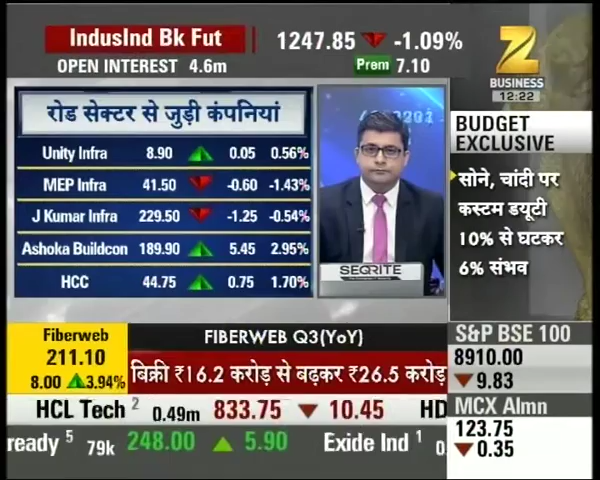 IndusInd Bk Fut
1247.85 -1.09%
OPEN INTEREST 4.6m
Prem 7.10
Z
BUSINESS
12:22
रोड सेक्टर से जुड़ी कंपनियां
Unity Infra 8.90 0.05 0.56%
MEP Infra 41.50 -0.60 -1.43%
J Kumar Infra 229.50 -1.25 -0.54%
Ashoka Buildcon 189.90 5.45 2.95%
HCC 44.75 0.75 1.70%
SEQRITE
BUDGET
EXCLUSIVE
सोने, चांदी पर
कस्टम डयूटी
10% से घटकर
6% संभव
Fiberweb
211.10
8.00 3.94%
FIBERWEB Q3(YoY)
बिक्री ₹16.2 करोड़ से बढ़कर ₹26.5 करोड़
S&P BSE 100
8910.00
9.83
HCL Tech 2 0.49m 833.75 10.45 HD
MCX Almn
123.75
0.35
ready 5 79k 248.00 5.90 Exide Ind 1 0.